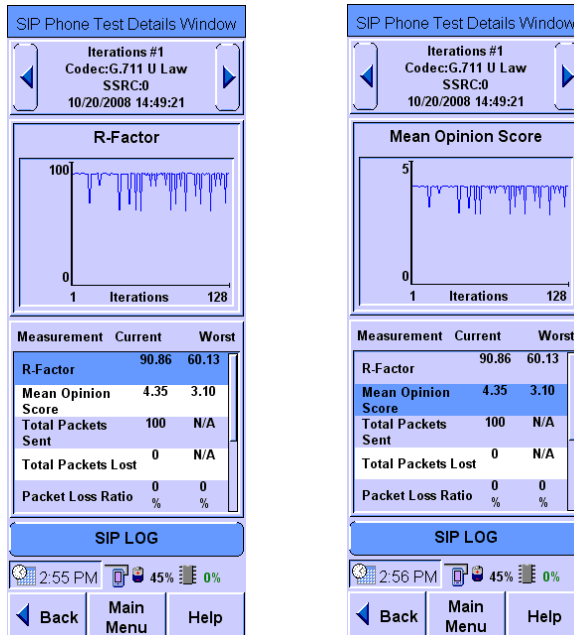 SIP Phone Test Details Window
Iterations #1
Codec:G.711 U Law
SSRC:0
10/20/2008 14:49:21
R-Factor
100
0
1 Iterations 128
Measurement Current Worst
R-Factor 90.86 60.13
Mean Opinion Score 4.35 3.10
Total Packets Sent 100 N/A
Total Packets Lost 0 N/A
Packet Loss Ratio 0 % 0 %
SIP LOG
2:55 PM 45% 0%
Back Main Menu Help
SIP Phone Test Details Window
Iterations #1
Codec:G.711 U Law
SSRC:0
10/20/2008 14:49:21
Mean Opinion Score
5
0
1 Iterations 128
Measurement Current Worst
R-Factor 90.86 60.13
Mean Opinion Score 4.35 3.10
Total Packets Sent 100 N/A
Total Packets Lost 0 N/A
Packet Loss Ratio 0 % 0 %
SIP LOG
2:56 PM 45% 0%
Back Main Menu Help